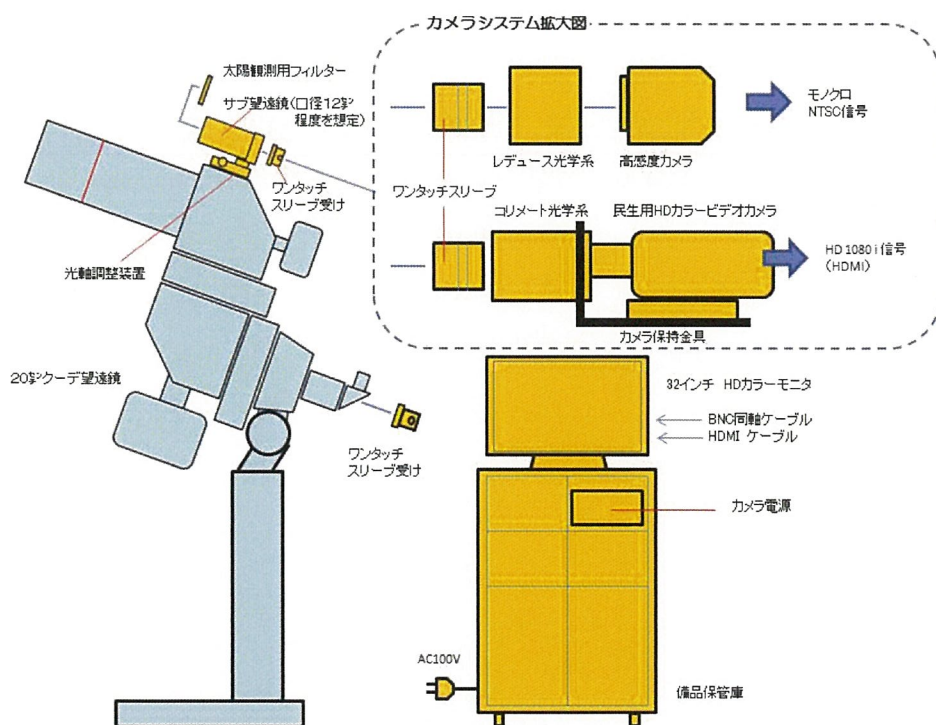 カメラシステム拡大図
太陽観測用フィルター
サブ望遠鏡(口径12㌢
程度を想定)
ワンタッチ
スリーブ受け
光軸調整装置
20㌢クーデ望遠鏡
ワンタッチ
スリーブ受け
レデュース光学系
高感度カメラ
モノクロ
NTSC信号
ワンタッチスリーブ
コリメート光学系
民生用HDカラービデオカメラ
HD 1080 i 信号
(HDMI)
カメラ保持金具
32インチ HDカラーモニタ
BNC同軸ケーブル
HDMI ケーブル
カメラ電源
AC100V
備品保管庫